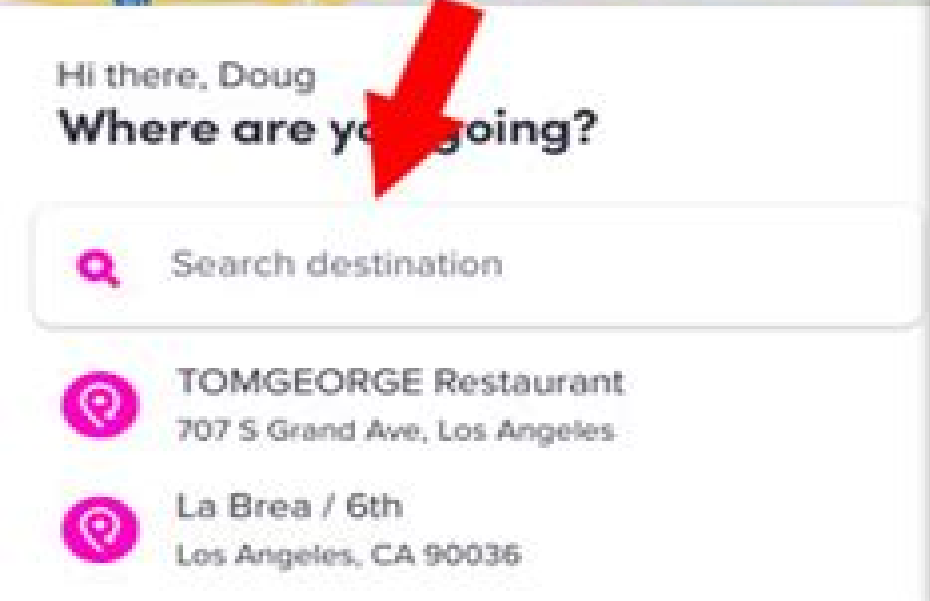 Hi there, Doug
Where are going?
Search destination
TOMGEORGE Restaurant
707 S Grand Ave, Los Angeles
La Brea / 6th
Los Angeles, CA 90036